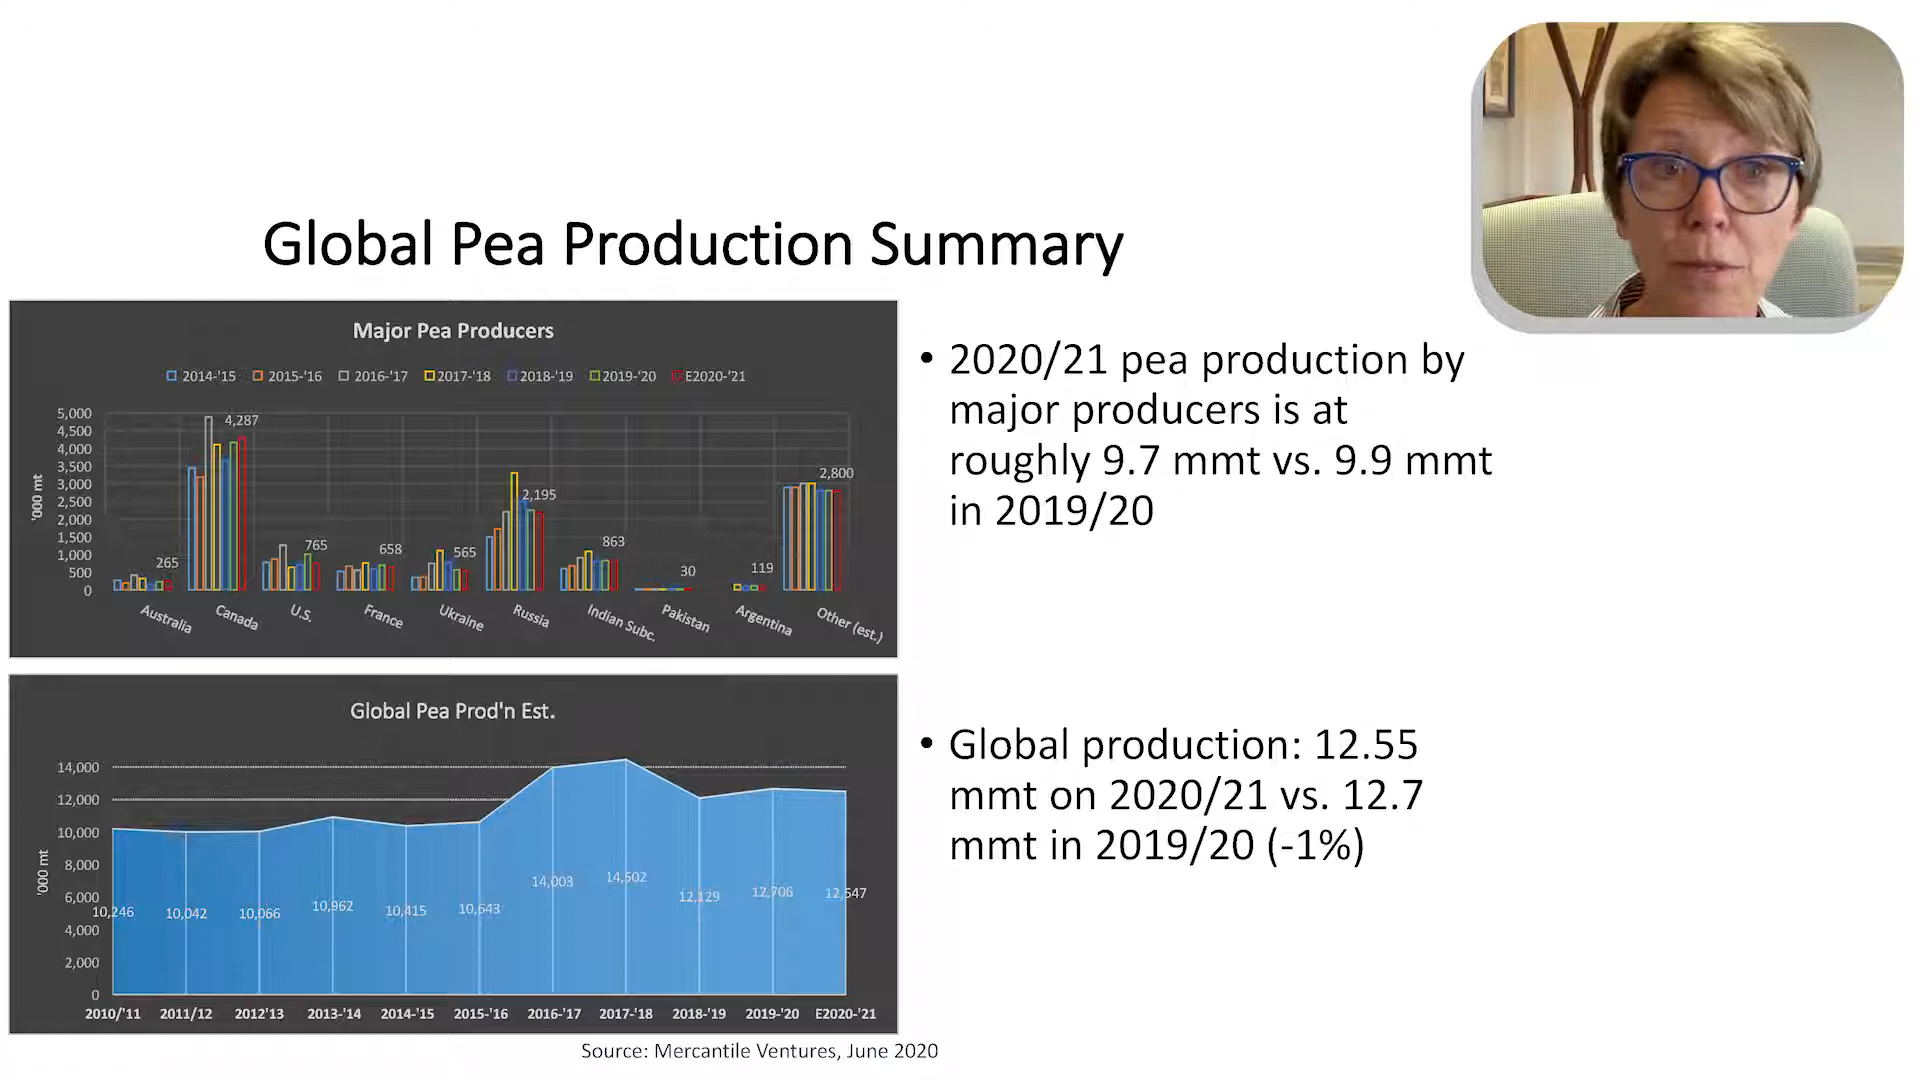 Global Pea Production Summary
Major Pea Producers
2014-'15 2015-'16 2016-'17 2017-'18 2018-'19 2019-'20 E2020-'21
'000 mt
5,000
4,500
4,000
3,500
3,000
2,500
2,000
1,500
1,000
500
0
265
4,287
765
658
565
2,195
863
30
119
2,800
Australia Canada U.S. France Ukraine Russia Indian Subc. Pakistan Argentina Other (est.)
• 2020/21 pea production by
major producers is at
roughly 9.7 mmt vs. 9.9 mmt
in 2019/20
Global Pea Prod'n Est.
'000 mt
14,000
12,000
10,000
8,000
6,000
4,000
2,000
0
10,246 10,042 10,066 10,962 10,415 10,643 14,003 14,502 12,129 12,706 12,547
2010/'11 2011/12 2012'13 2013-'14 2014-'15 2015-'16 2016-'17 2017-'18 2018-'19 2019-'20 E2020-'21
• Global production: 12.55
mmt on 2020/21 vs. 12.7
mmt in 2019/20 (-1%)
Source: Mercantile Ventures, June 2020